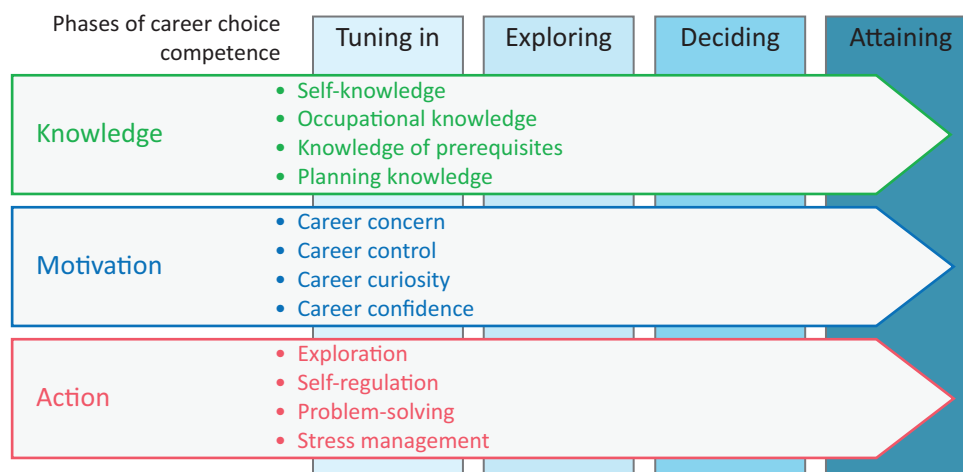 Phases of career choice
competence
Tuning in
Exploring
Deciding
Attaining
Knowledge
• Self-knowledge
• Occupational knowledge
• Knowledge of prerequisites
• Planning knowledge
Motivation
• Career concern
• Career control
• Career curiosity
• Career confidence
Action
• Exploration
• Self-regulation
• Problem-solving
• Stress management